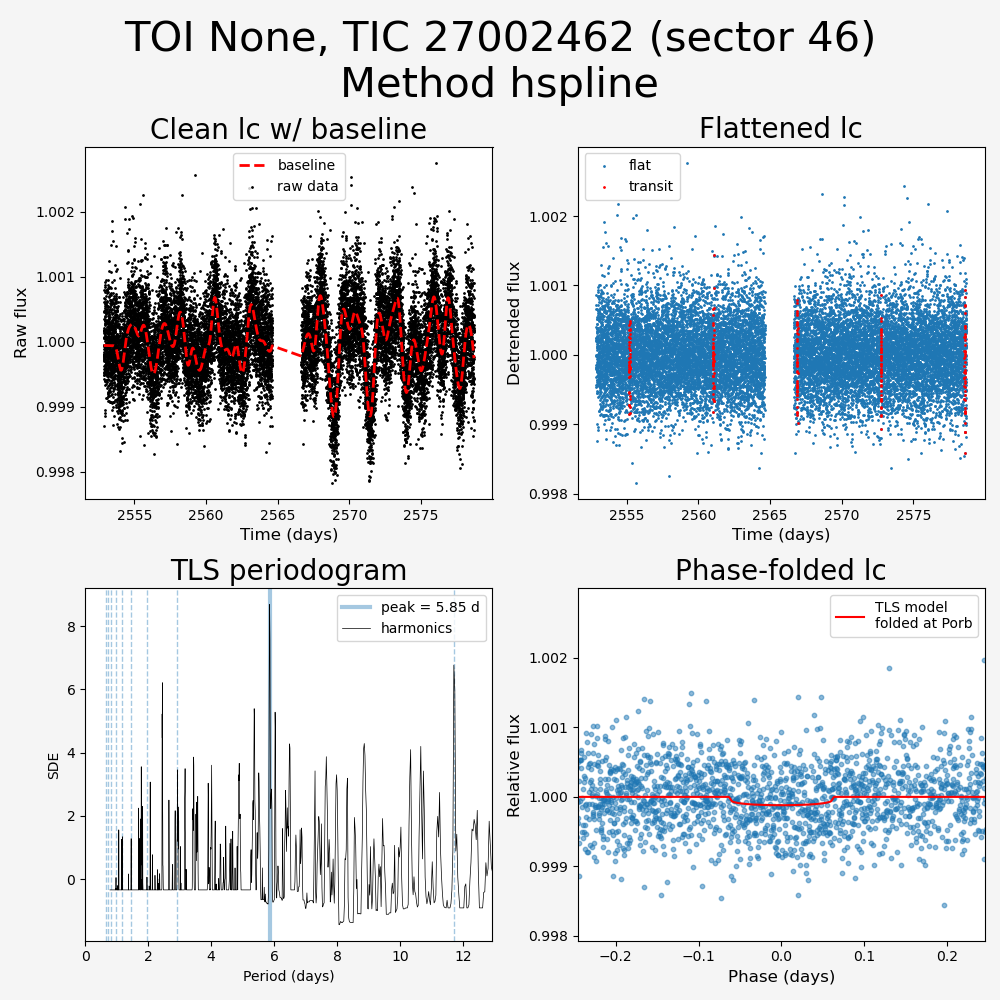 TOI None, TIC 27002462 (sector 46)
Method hspline
Clean lc w/ baseline
baseline
raw data
Raw flux
1.002
1.001
1.000
0.999
0.998
2555
2560
2565
2570
2575
Time (days)
Flattened lc
flat
transit
Detrended flux
1.002
1.001
1.000
0.999
0.998
2555
2560
2565
2570
2575
Time (days)
TLS periodogram
peak = 5.85 d
harmonics
SDE
8
6
4
2
0
0
2
4
6
8
10
12
Period (days)
Phase-folded lc
TLS model
folded at Porb
Relative flux
1.002
1.001
1.000
0.999
0.998
−0.2
−0.1
0.0
0.1
0.2
Phase (days)